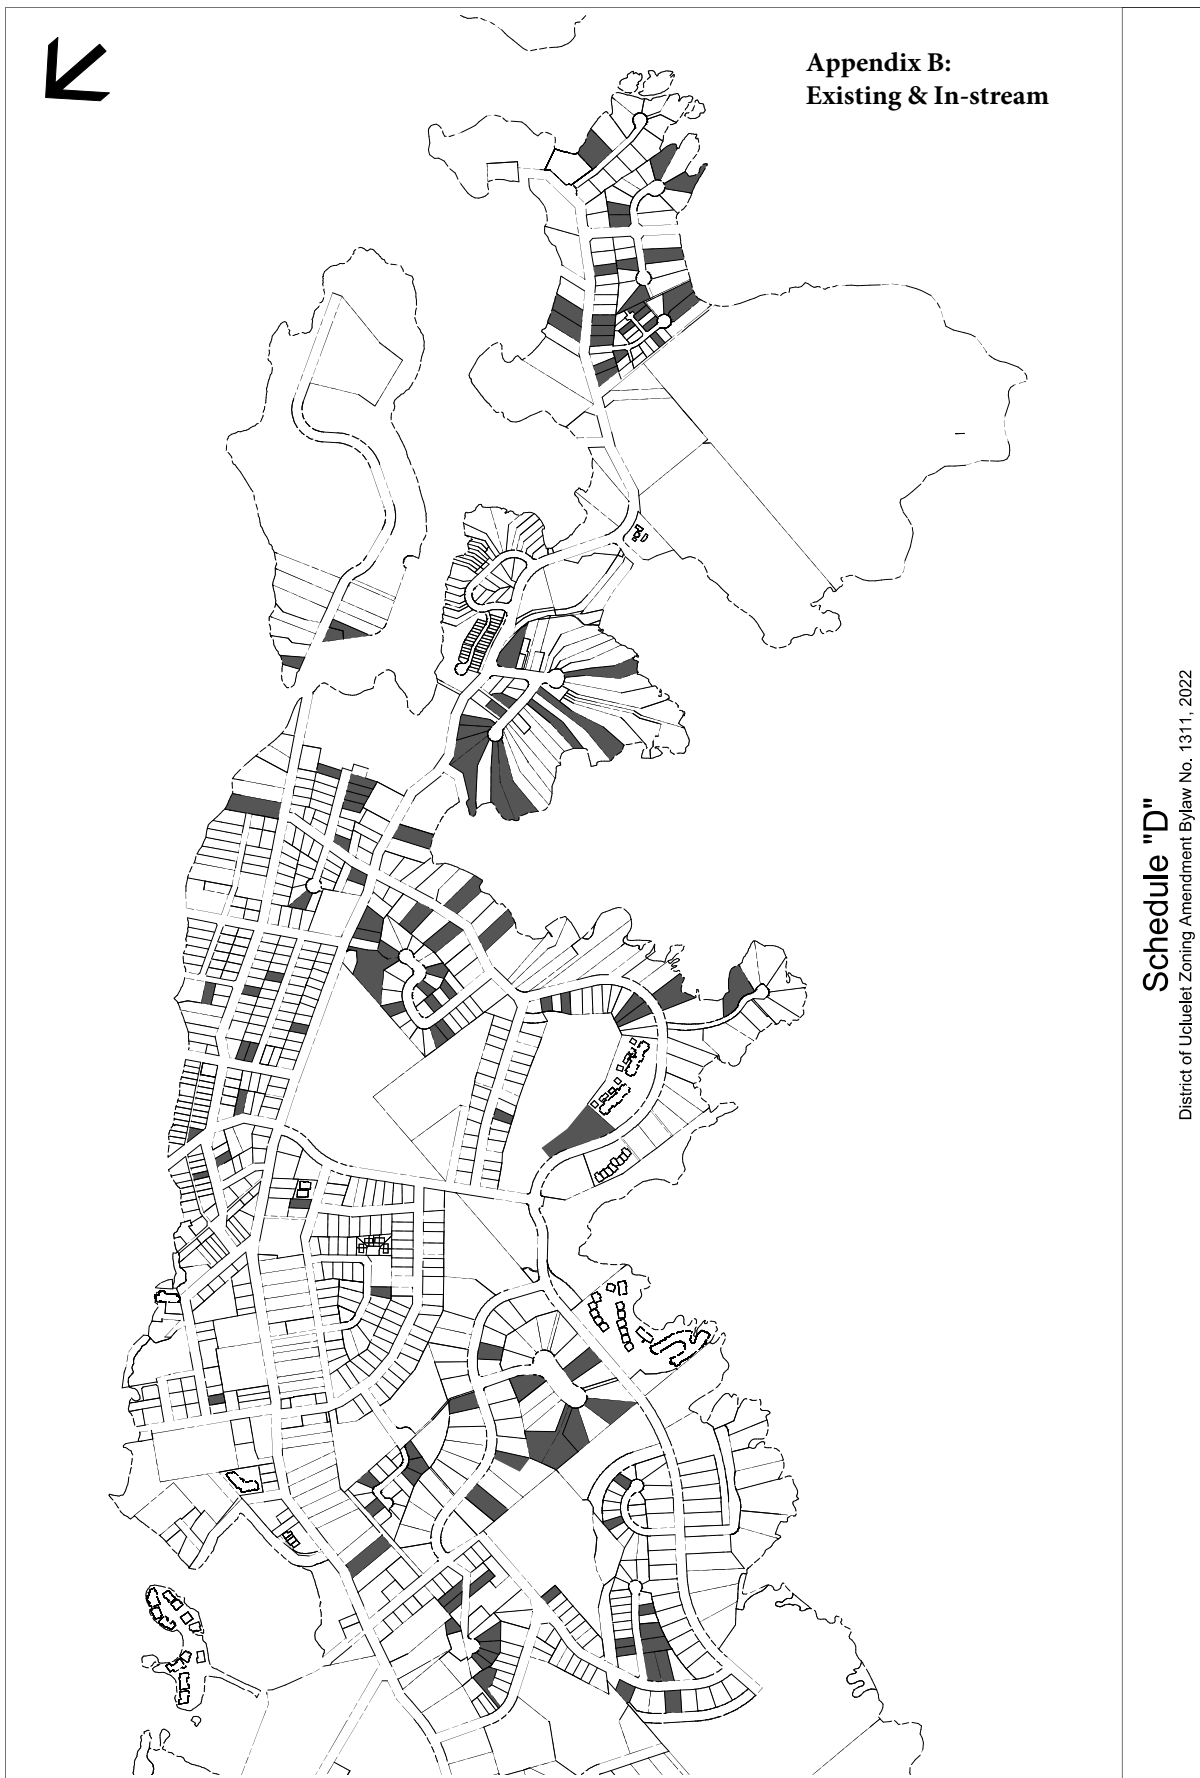 Appendix B:
Existing & In-stream
Schedule "D"
District of Ucluelet Zoning Amendment Bylaw No. 1311, 2022